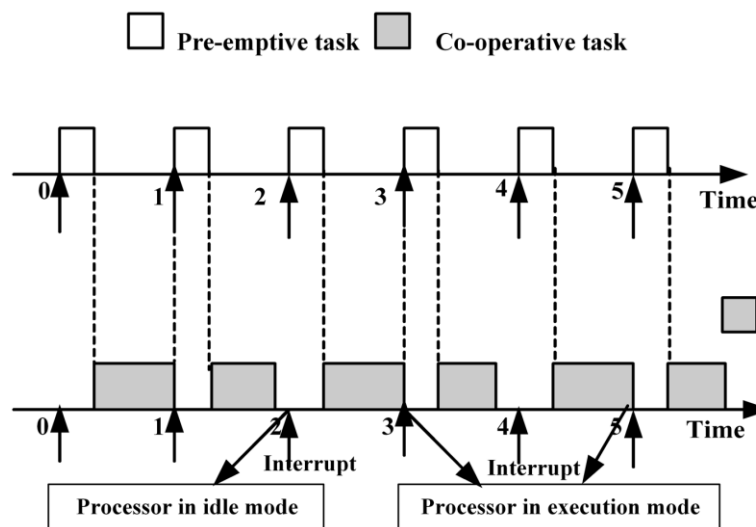 Pre-emptive task Co-operative task
0 1 2 3 4 5 Time
0 1 2 3 4 5 Time
Interrupt Interrupt
Processor in idle mode Processor in execution mode